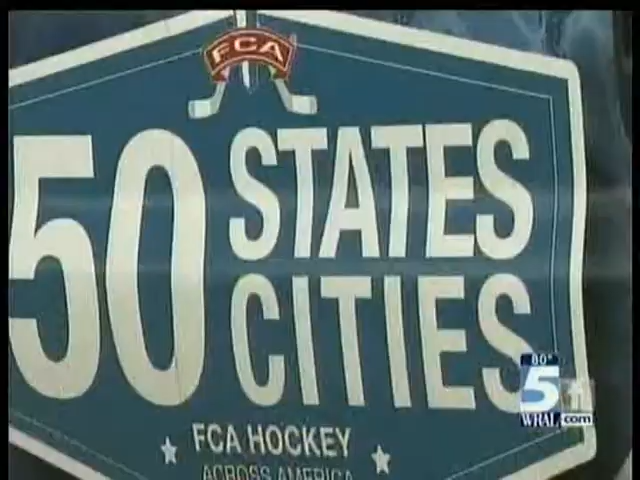 FCA
50 STATES
CITIES
FCA HOCKEY
ACROSS AMERICA
80°
5
WRAL.com